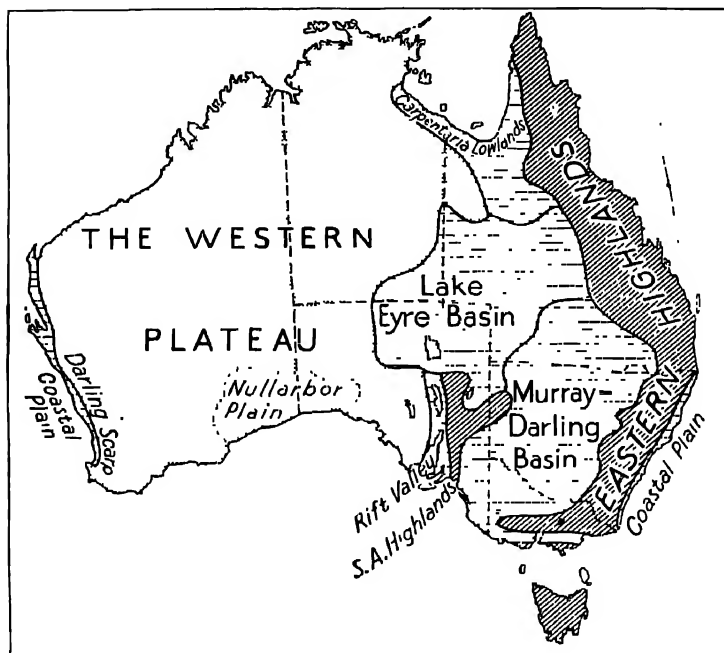 Carpentaria Lowlands
THE WESTERN
PLATEAU
HIGHLANDS
EASTERN
Lake
Eyre Basin
Nullarbor
Plain
Darling Scarp
Coastal
Plain
Murray-
Darling
Basin
Coastal Plain
Rift Valley
S.A. Highlands